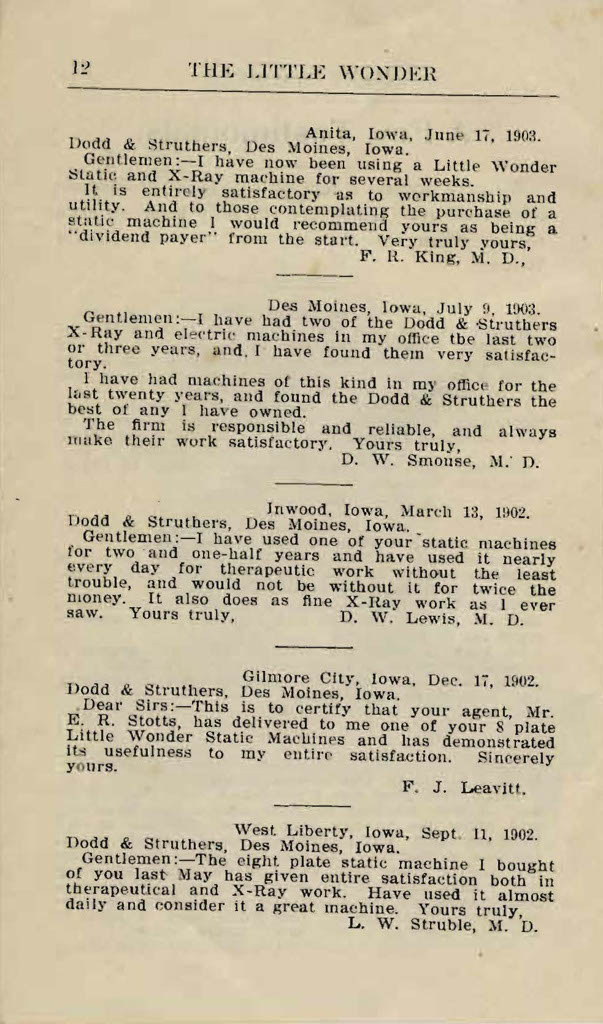 12 THE LITTLE WONDER
Anita, Iowa, June 17, 1903.
Dodd & Struthers, Des Moines, Iowa.
Gentlemen:—I have now been using a Little Wonder
Static and X-Ray machine for several weeks.
It is entirely satisfactory as to workmanship and
utility. And to those contemplating the purchase of a
static machine I would recommend yours as being a
"dividend payer" from the start. Very truly yours,
F. R. King, M. D.,
Des Moines, Iowa, July 9, 1903.
Gentlemen:—I have had two of the Dodd & Struthers
X-Ray and electric machines in my office tbe last two
or three years, and, I have found them very satisfac-
tory.
I have had machines of this kind in my office for the
last twenty years, and found the Dodd & Struthers the
best of any I have owned.
The firm is responsible and reliable, and always
make their work satisfactory. Yours truly,
D. W. Smouse, M. D.
Inwood, Iowa, March 13, 1902.
Dodd & Struthers, Des Moines, Iowa.
Gentlemen:—I have used one of your static machines
for two and one-half years and have used it nearly
every day for therapeutic work without the least
trouble, and would not be without it for twice the
money. It also does as fine X-Ray work as I ever
saw. Yours truly, D. W. Lewis, M. D.
Gilmore City, Iowa, Dec. 17, 1902.
Dodd & Struthers, Des Moines, Iowa.
Dear Sirs:—This is to certify that your agent, Mr.
E. R. Stotts, has delivered to me one of your 8 plate
Little Wonder Static Machines and has demonstrated
its usefulness to my entire satisfaction. Sincerely
yours.
F. J. Leavitt.
West Liberty, Iowa, Sept. 11, 1902.
Dodd & Struthers, Des Moines, Iowa.
Gentlemen:—The eight plate static machine I bought
of you last May has given entire satisfaction both in
therapeutical and X-Ray work. Have used it almost
daily and consider it a great machine. Yours truly,
L. W. Struble, M. D.